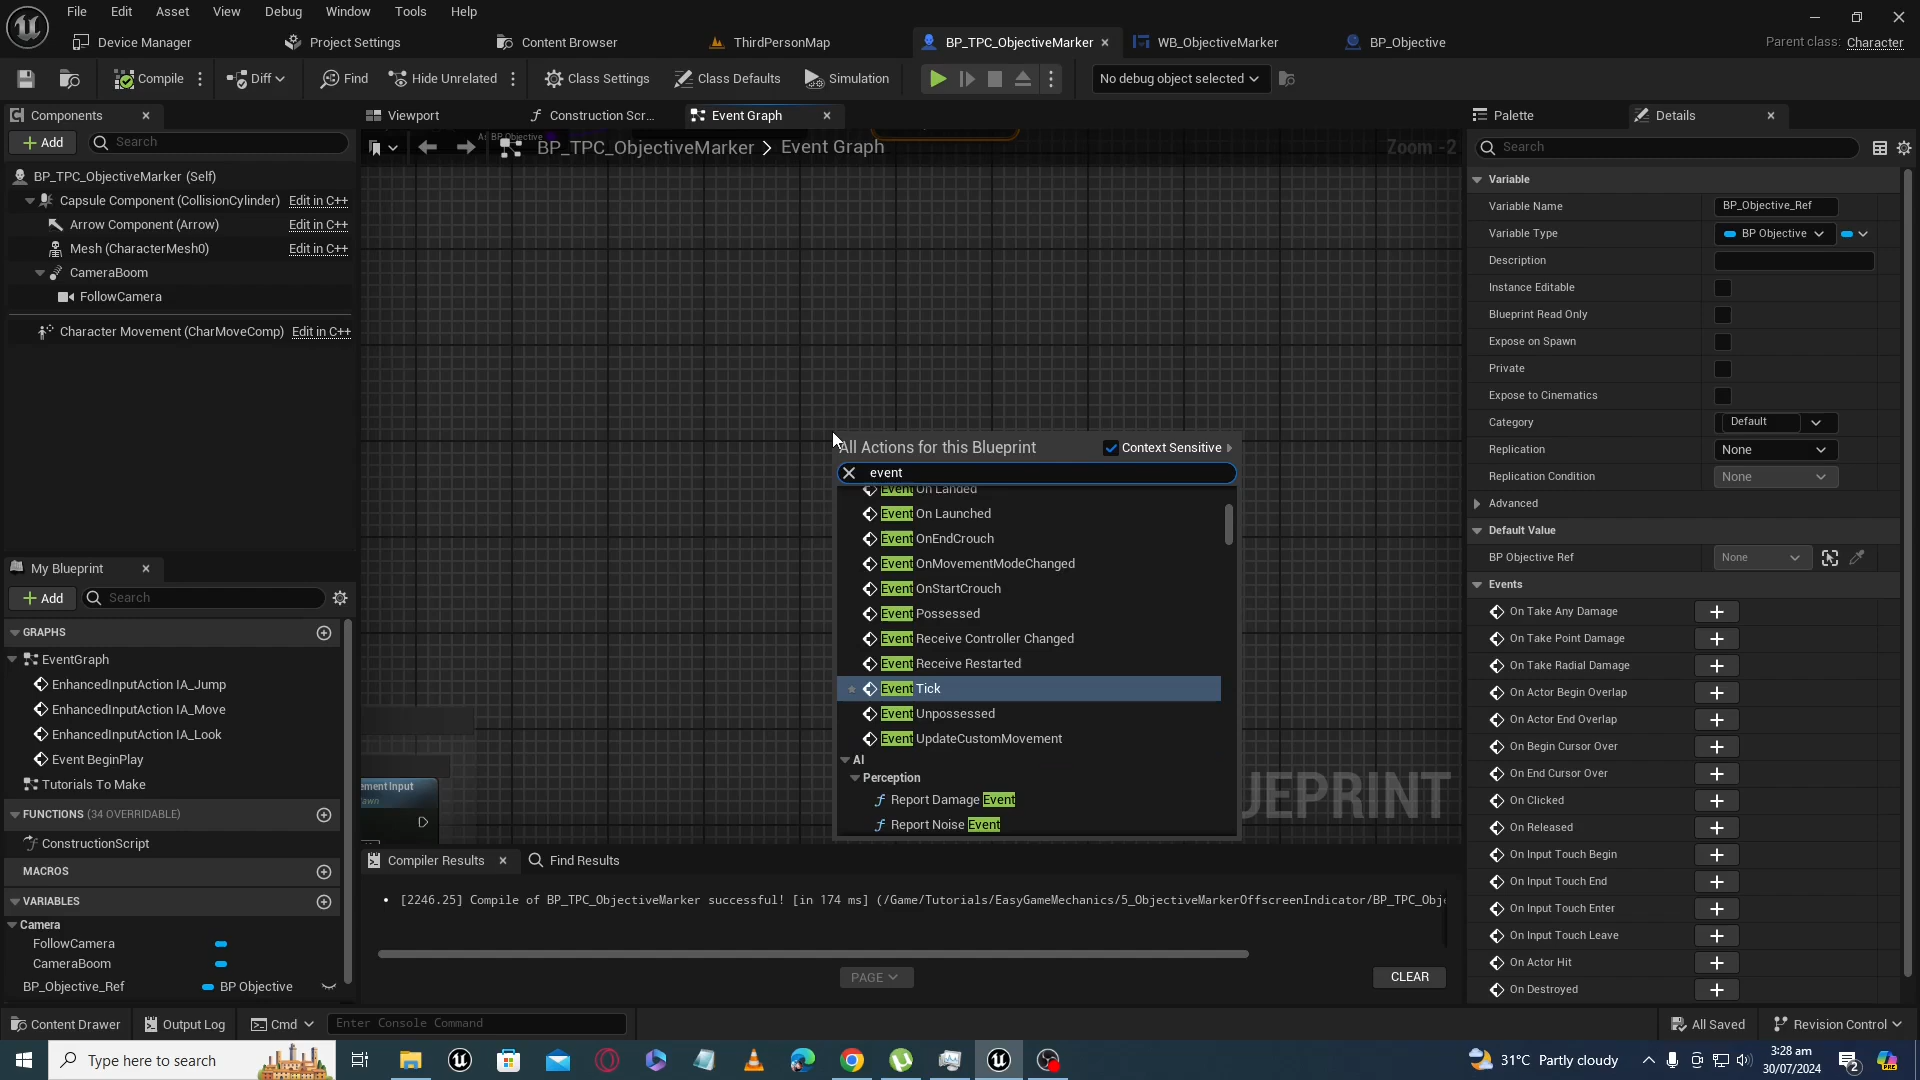 File Edit Asset View Debug Window Tools Help
Device Manager Project Settings Content Browser ThirdPersonMap BP_TPC_ObjectiveMarker WB_ObjectiveMarker BP_Objective Parent class: Character
Compile Diff Find Hide Unrelated Class Settings Class Defaults Simulation No debug object selected
Components
Add Search
BP_TPC_ObjectiveMarker (Self)
Capsule Component (CollisionCylinder) Edit in C++
Arrow Component (Arrow) Edit in C++
Mesh (CharacterMesh0) Edit in C++
CameraBoom
FollowCamera
Character Movement (CharMoveComp) Edit in C++
My Blueprint
Add Search
GRAPHS
EventGraph
EnhancedInputAction IA_Jump
EnhancedInputAction IA_Move
EnhancedInputAction IA_Look
Event BeginPlay
Tutorials To Make
FUNCTIONS (34 OVERRIDABLE)
ConstructionScript
MACROS
VARIABLES
Camera
FollowCamera
CameraBoom
BP_Objective_Ref BP Objective
Viewport Construction Scr... Event Graph
BP_TPC_ObjectiveMarker > Event Graph Zoom -2
All Actions for this Blueprint Context Sensitive
event
Event On Landed
Event On Launched
Event OnEndCrouch
Event OnMovementModeChanged
Event OnStartCrouch
Event Possessed
Event Receive Controller Changed
Event Receive Restarted
Event Tick
Event Unpossessed
Event UpdateCustomMovement
AI
Perception
Report Damage Event
Report Noise Event
ement Input
UEPRINT
Compiler Results Find Results
[2246.25] Compile of BP_TPC_ObjectiveMarker successful! [in 174 ms] (/Game/Tutorials/EasyGameMechanics/5_ObjectiveMarkerOffscreenIndicator/BP_TPC_Obje
PAGE CLEAR
Palette Details
Search
Variable
Variable Name BP_Objective_Ref
Variable Type BP Objective
Description
Instance Editable
Blueprint Read Only
Expose on Spawn
Private
Expose to Cinematics
Category Default
Replication None
Replication Condition None
Advanced
Default Value
BP Objective Ref None
Events
On Take Any Damage
On Take Point Damage
On Take Radial Damage
On Actor Begin Overlap
On Actor End Overlap
On Begin Cursor Over
On End Cursor Over
On Clicked
On Released
On Input Touch Begin
On Input Touch End
On Input Touch Enter
On Input Touch Leave
On Actor Hit
On Destroyed
Content Drawer Output Log Cmd Enter Console Command All Saved Revision Control
Type here to search 31°C Partly cloudy 3:28 am
30/07/2024 2